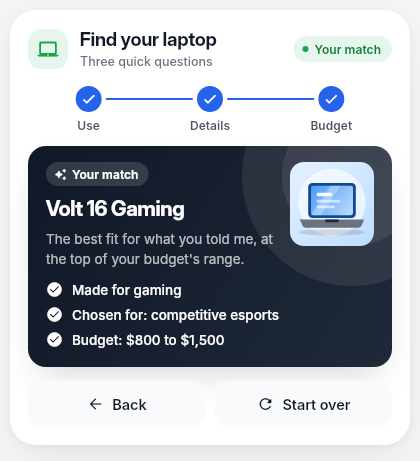 Find your laptop
Three quick questions
Your match
Use
Details
Budget
Your match
Volt 16 Gaming
The best fit for what you told me, at
the top of your budget's range.
Made for gaming
Chosen for: competitive esports
Budget: $800 to $1,500
Back
Start over